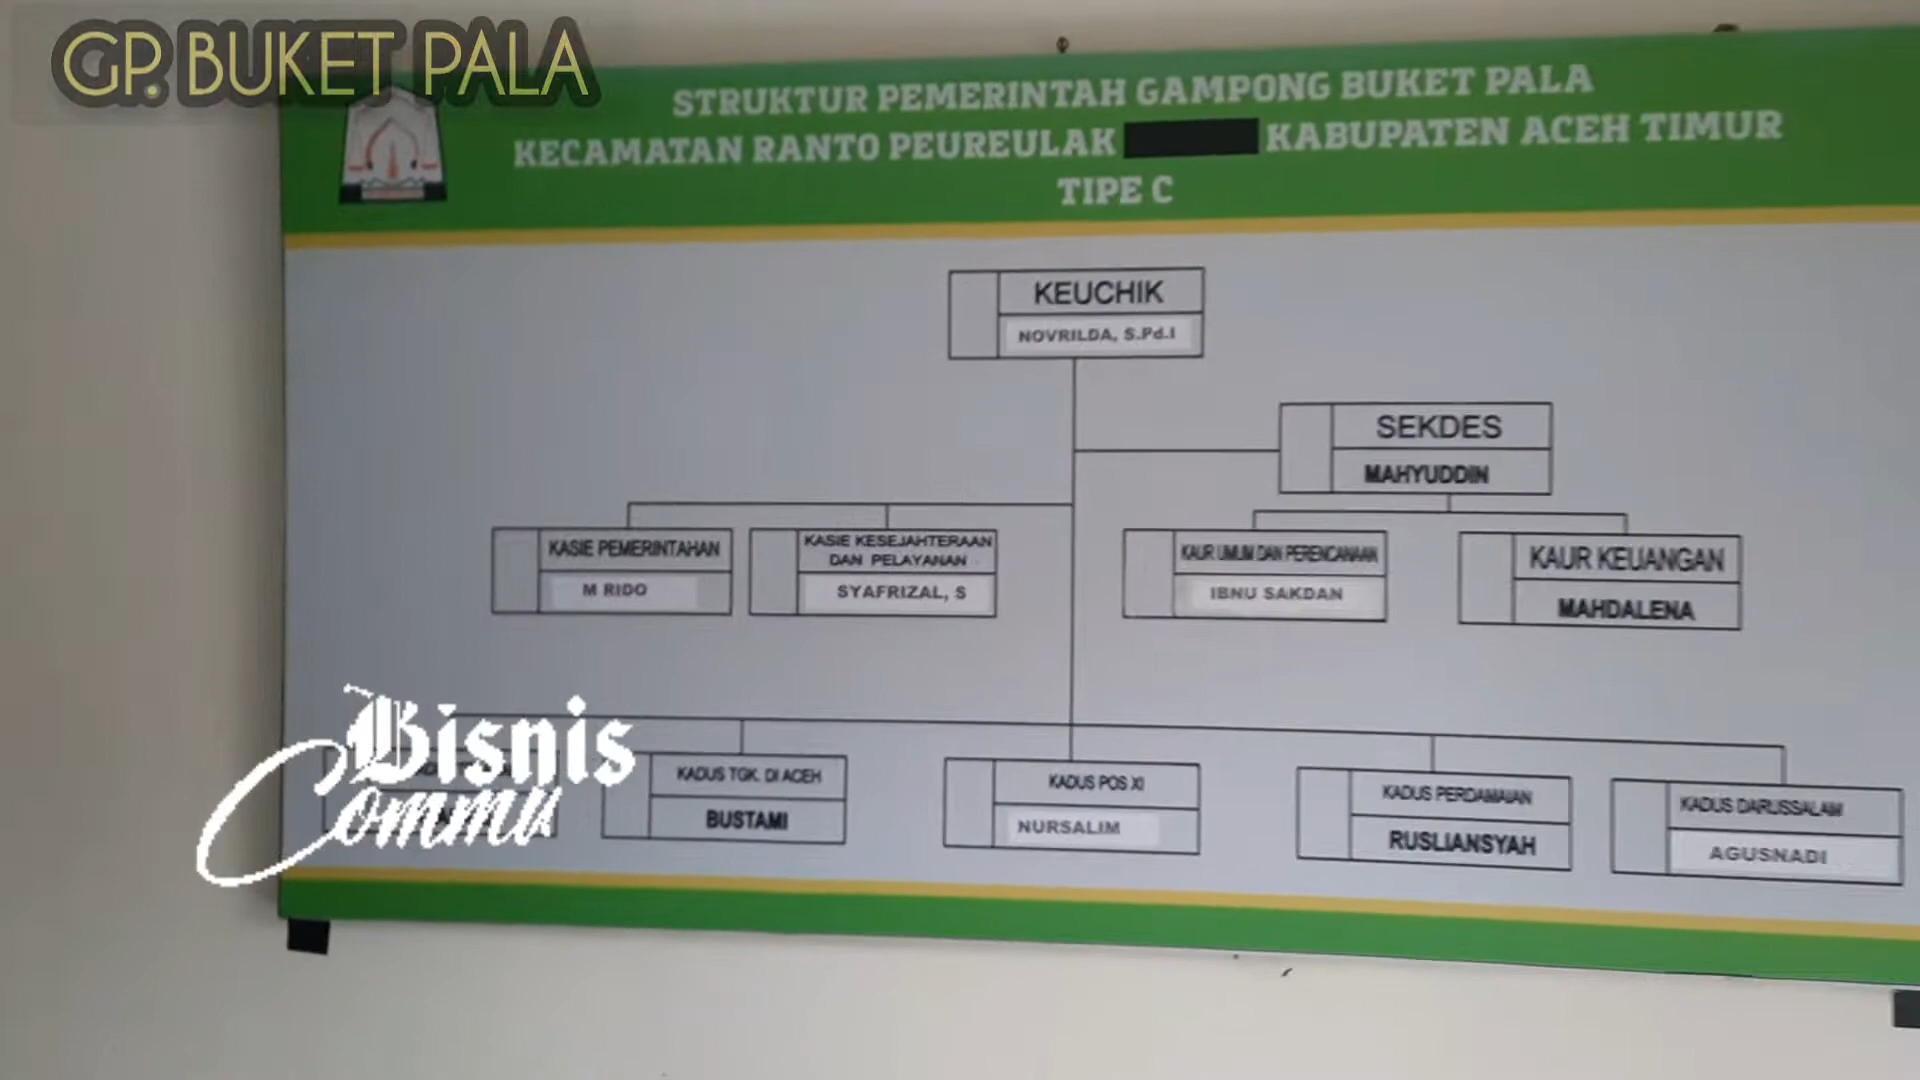 GP. BUKET PALA
STRUKTUR PEMERINTAH GAMPONG BUKET PALA
KECAMATAN RANTO PEUREULAK KABUPATEN ACEH TIMUR
TIPE C
KEUCHIK
NOVRILDA, S.Pd.I
SEKDES
MAHYUDDIN
KASIE PEMERINTAHAN
M RIDO
KASIE KESEJAHTERAAN
DAN PELAYANAN
SYAFRIZAL, S
KAUR UMUM DAN PERENCANAAN
IBNU SAKDAN
KAUR KEUANGAN
MAHDALENA
Bisnis
Commu
KADUS TGK. DI ACEH
BUSTAMI
KADUS POS XI
NURSALIM
KADUS PERDAMAIAN
RUSLIANSYAH
KADUS DARUSSALAM
AGUSNADI